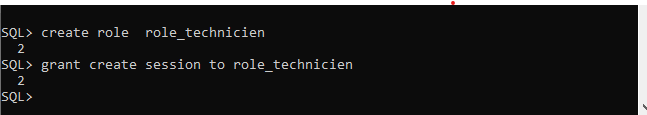 SQL> create role  role_technicien
  2
SQL> grant create session to role_technicien
  2
SQL>